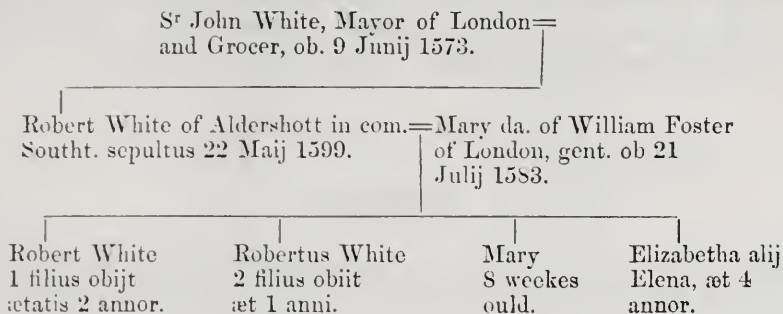 Sr John White, Mayor of London=
and Grocer, ob. 9 Junij 1573.
Robert White of Aldershott in com.=Mary da. of William Foster
Southt. sepultus 22 Maij 1599.
of London, gent. ob 21
Julij 1583.
Robert White
1 filius obijt
ætatis 2 annor.
Robertus White
2 filius obiit
æt 1 anni.
Mary
8 weekes
ould.
Elizabetha alij
Elena, æt 4
annor.